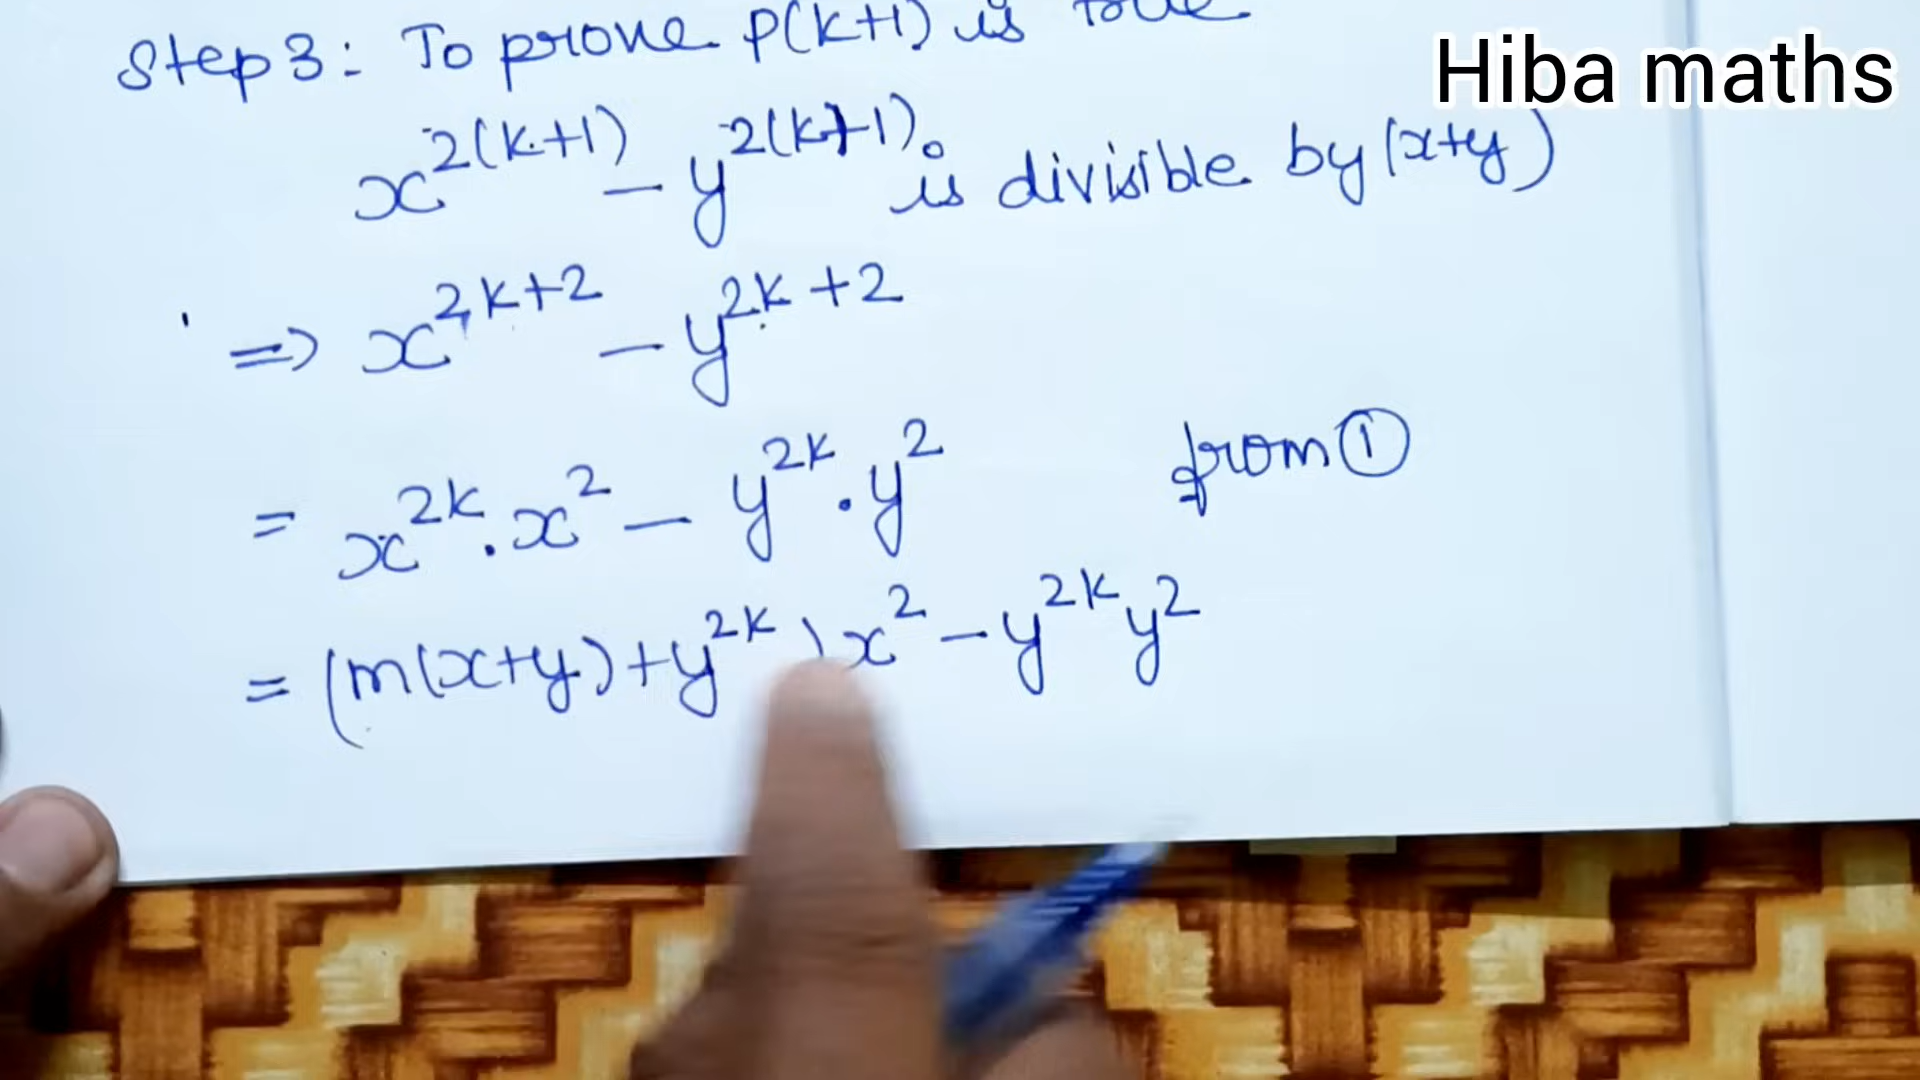 Step 3: To prove P(k+1) is true
Hiba maths
x^2(k+1) - y^2(k+1) is divisible by (x+y)
=> x^2k+2 - y^2k+2
= x^2k . x^2 - y^2k . y^2 from ①
= (m(x+y)+y^2k)x^2 - y^2k y^2